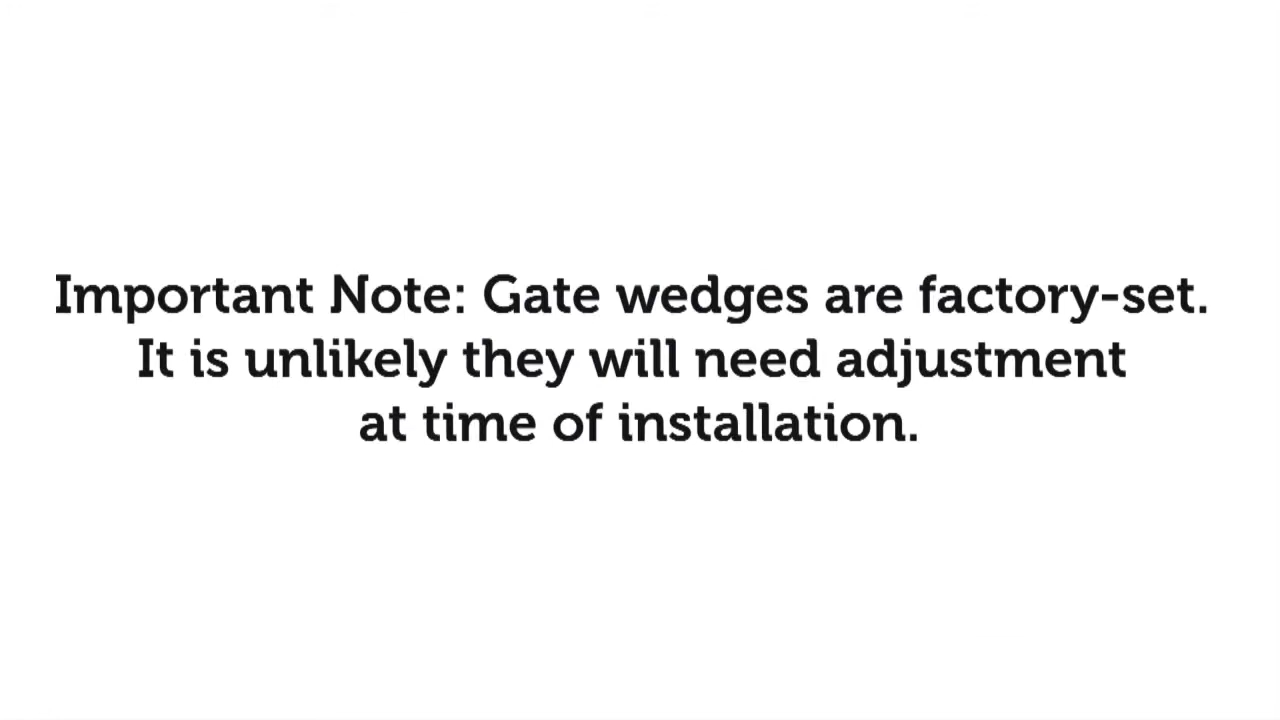 Important Note: Gate wedges are factory-set.
It is unlikely they will need adjustment
at time of installation.